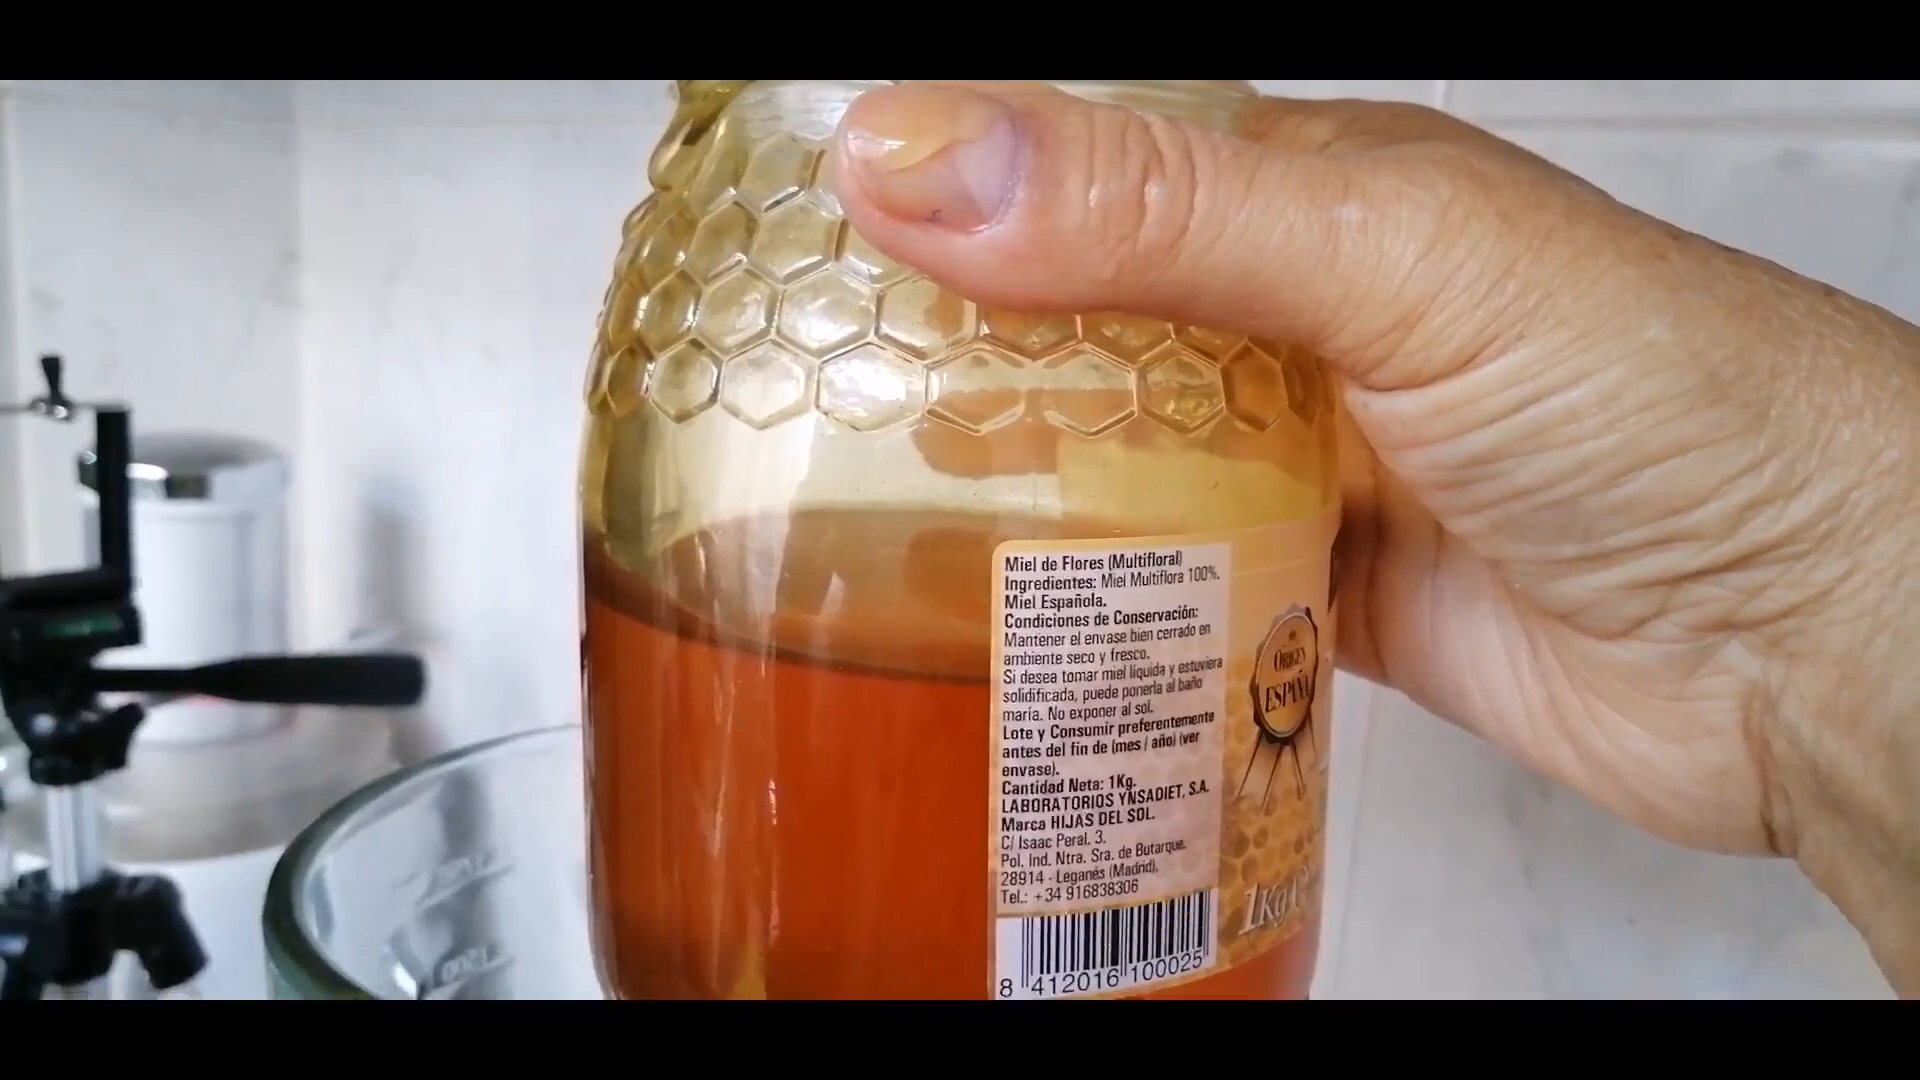 Miel de Flores (Multifloral)
Ingredientes: Miel Multiflora 100%.
Miel Española.
Condiciones de Conservación:
Mantener el envase bien cerrado en
ambiente seco y fresco.
Si desea tomar miel líquida y estuviera
solidificada, puede ponerla al baño
maría. No exponer al sol.
Lote y Consumir preferentemente
antes del fin de (mes / año) (ver
envase).
Cantidad Neta: 1Kg.
LABORATORIOS YNSADIET, S.A.
Marca HIJAS DEL SOL.
C/ Isaac Peral, 3.
Pol. Ind. Ntra. Sra. de Butarque.
28914 - Leganés (Madrid).
Tel.: +34 916838306
8 412016 100025
ORIGEN
ESPAÑA
1Kg